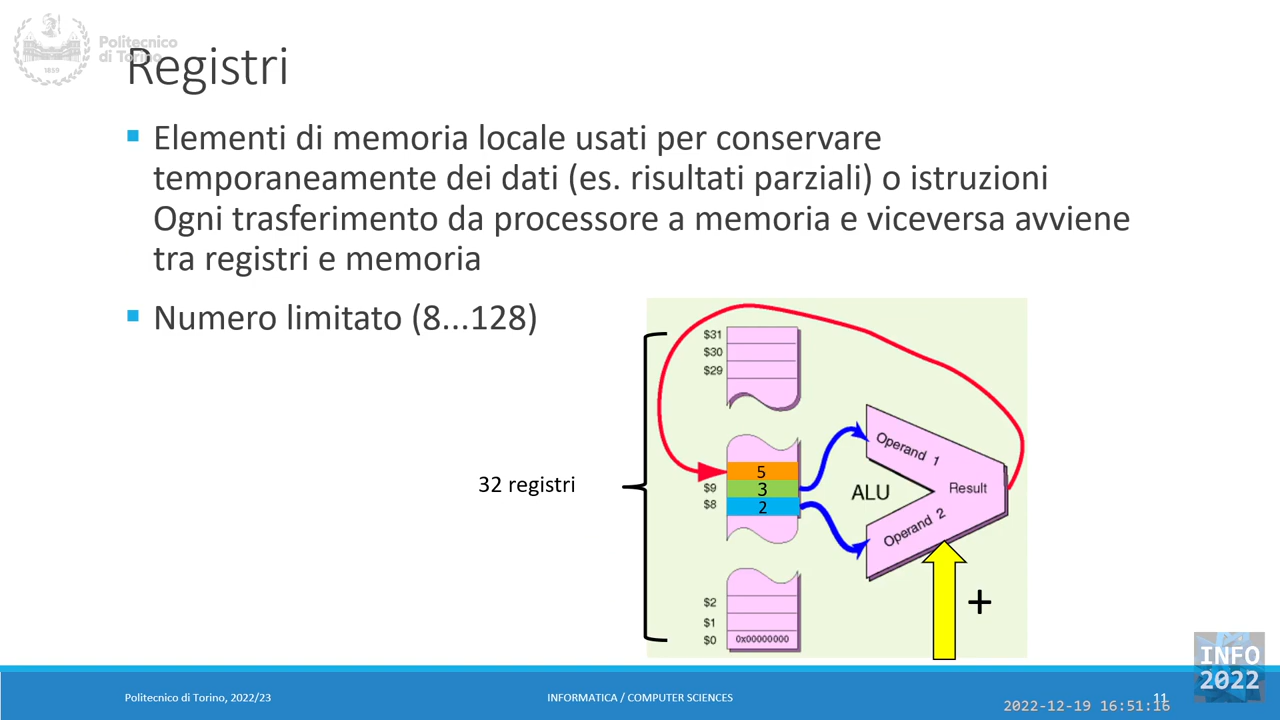 Politecnico
di Torino
1859
Registri
Elementi di memoria locale usati per conservare
temporaneamente dei dati (es. risultati parziali) o istruzioni
Ogni trasferimento da processore a memoria e viceversa avviene
tra registri e memoria
Numero limitato (8...128)
32 registri
$31
$30
$29
5
$9 3
$8 2
$2
$1
$0 0x00000000
Operand 1
ALU
Result
Operand 2
+
INFO
2022
Politecnico di Torino, 2022/23
INFORMATICA / COMPUTER SCIENCES
11
2022-12-19 16:51:16